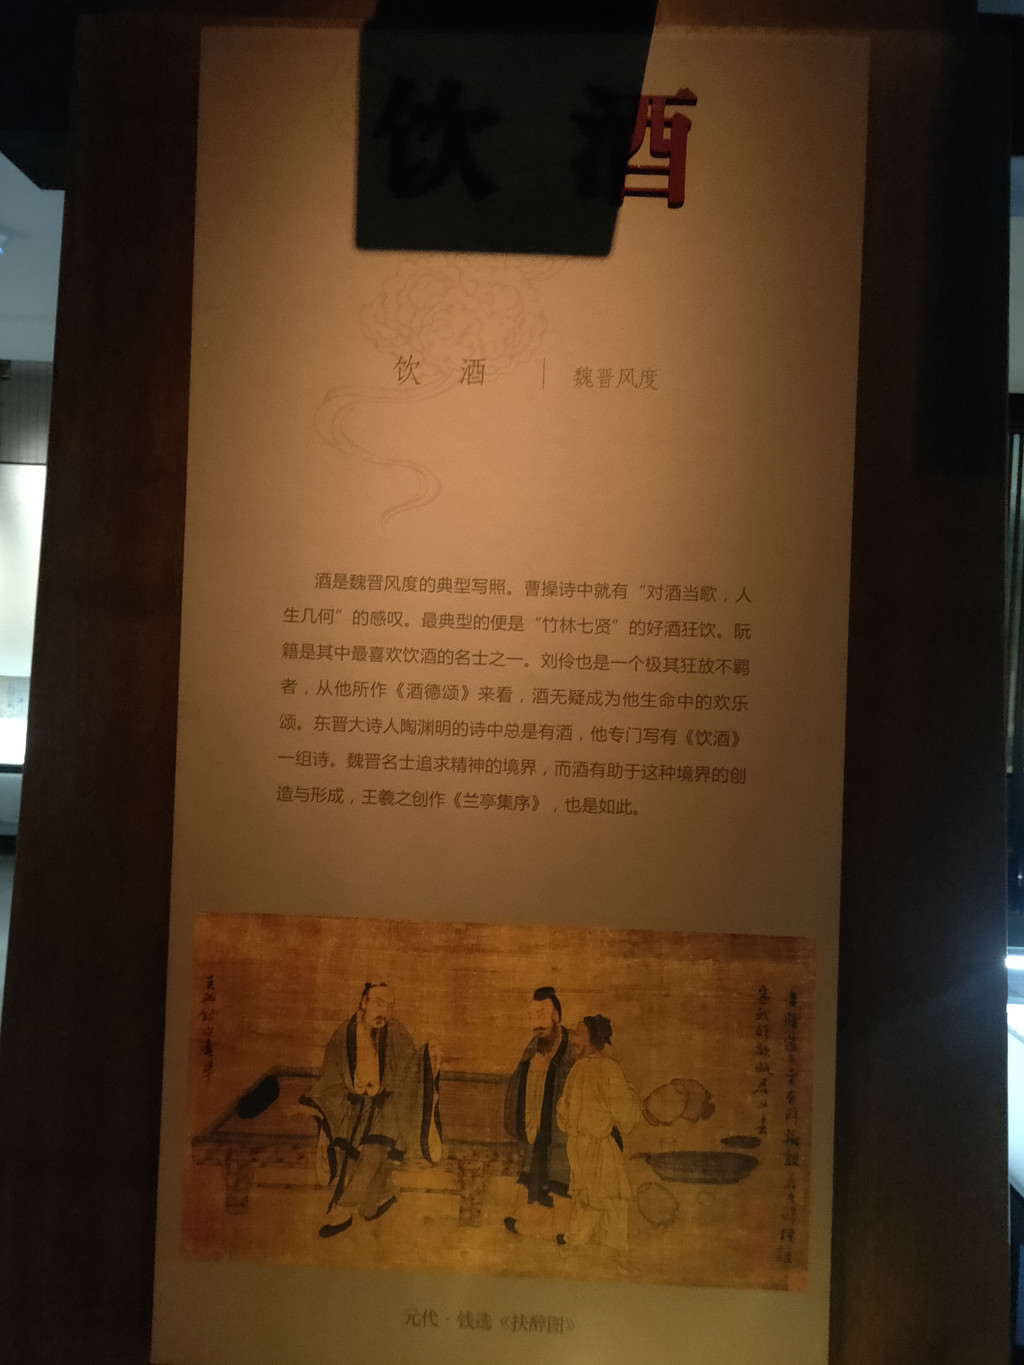 饮 酒
饮 酒 | 魏晋风度
酒是魏晋风度的典型写照。曹操诗中就有“对酒当歌，人
生几何”的感叹。最典型的便是“竹林七贤”的好酒狂饮。阮
籍是其中最喜欢饮酒的名士之一。刘伶也是一个极其狂放不羁
者，从他所作《酒德颂》来看，酒无疑成为他生命中的欢乐
颂。东晋大诗人陶渊明的诗中总是有酒，他专门写有《饮酒》
一组诗。魏晋名士追求精神的境界，而酒有助于这种境界的创
造与形成，王羲之创作《兰亭集序》，也是如此。
元代·钱选《扶醉图》